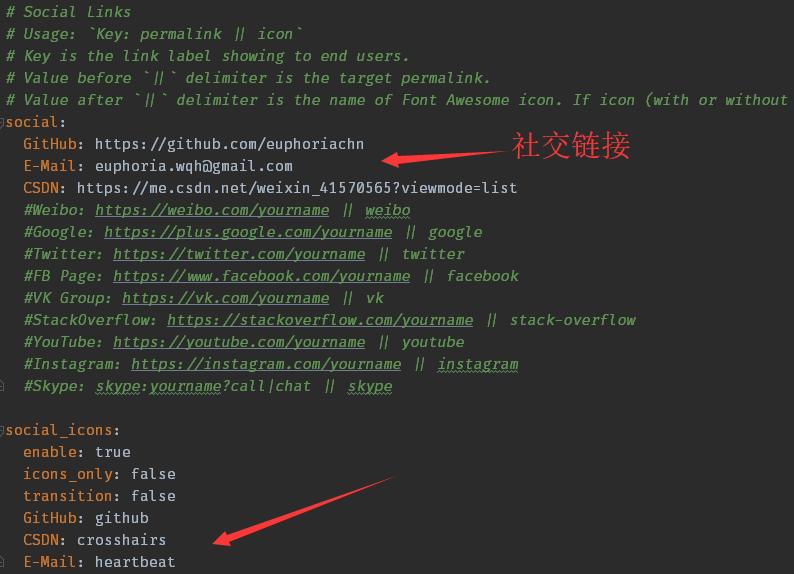 # Social Links
# Usage: `Key: permalink || icon`
# Key is the link label showing to end users.
# Value before `||` delimiter is the target permalink.
# Value after `||` delimiter is the name of Font Awesome icon. If icon (with or without
social:
GitHub: https://github.com/euphoriachn
E-Mail: euphoria.wqh@gmail.com
社交链接
CSDN: https://me.csdn.net/weixin_41570565?viewmode=list
#Weibo: https://weibo.com/yourname || weibo
#Google: https://plus.google.com/yourname || google
#Twitter: https://twitter.com/yourname || twitter
#FB Page: https://www.facebook.com/yourname || facebook
#VK Group: https://vk.com/yourname || vk
#StackOverflow: https://stackoverflow.com/yourname || stack-overflow
#YouTube: https://youtube.com/yourname || youtube
#Instagram: https://instagram.com/yourname || instagram
#Skype: skype:yourname?call|chat || skype
social_icons:
enable: true
icons_only: false
transition: false
GitHub: github
CSDN: crosshairs
E-Mail: heartbeat